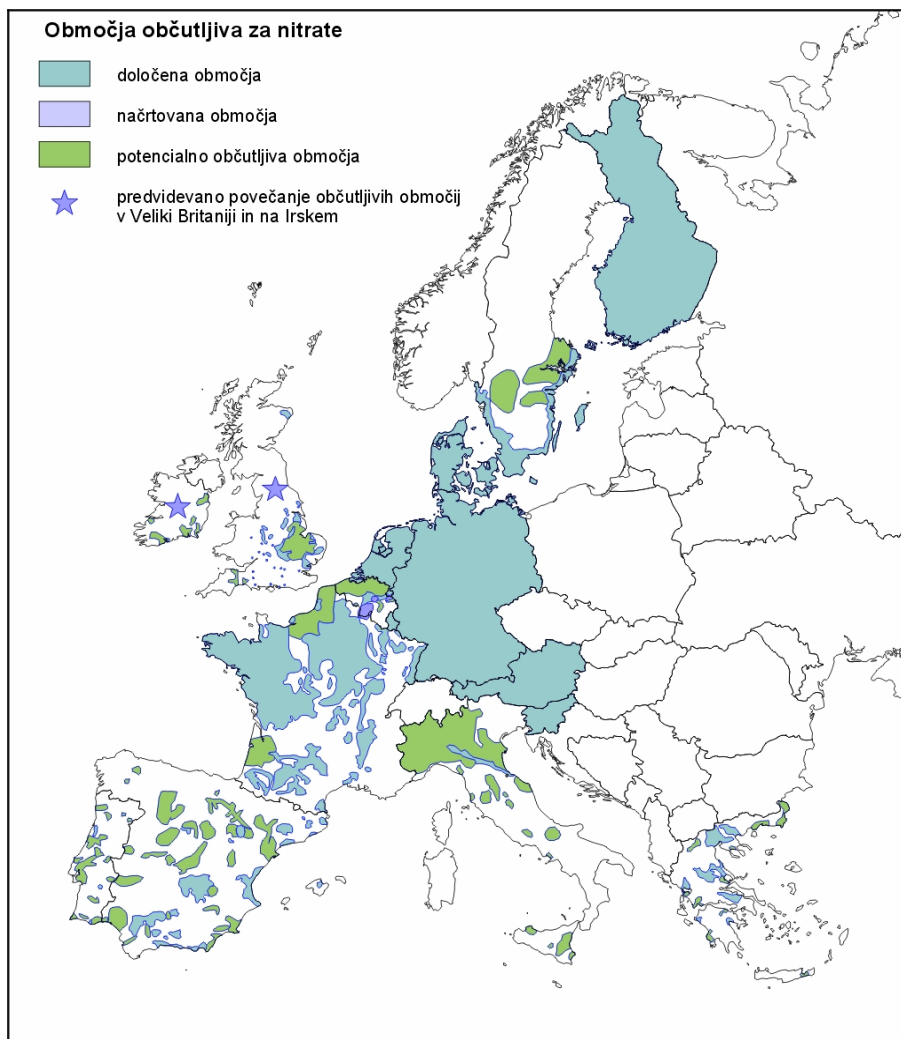 Območja občutljiva za nitrate
določena območja
načrtovana območja
potencialno občutljiva območja
predvidevano povečanje občutljivih območij
v Veliki Britaniji in na Irskem